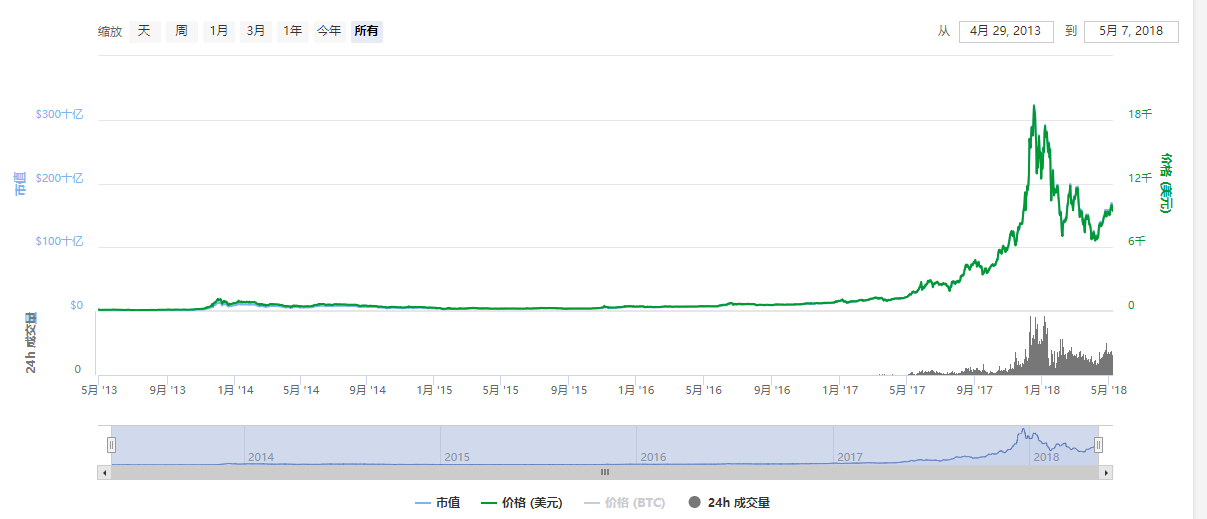 缩放 天 周 1月 3月 1年 今年 所有 从 4月 29, 2013 到 5月 7, 2018
$300十亿 18千
$200十亿 12千
市值 价格 (美元)
$100十亿 6千
$0 0
24h 成交量
0
5月 '13 9月 '13 1月 '14 5月 '14 9月 '14 1月 '15 5月 '15 9月 '15 1月 '16 5月 '16 9月 '16 1月 '17 5月 '17 9月 '17 1月 '18 5月 '18
2014 2015 2016 2017 2018
市值 价格 (美元) 价格 (BTC) 24h 成交量